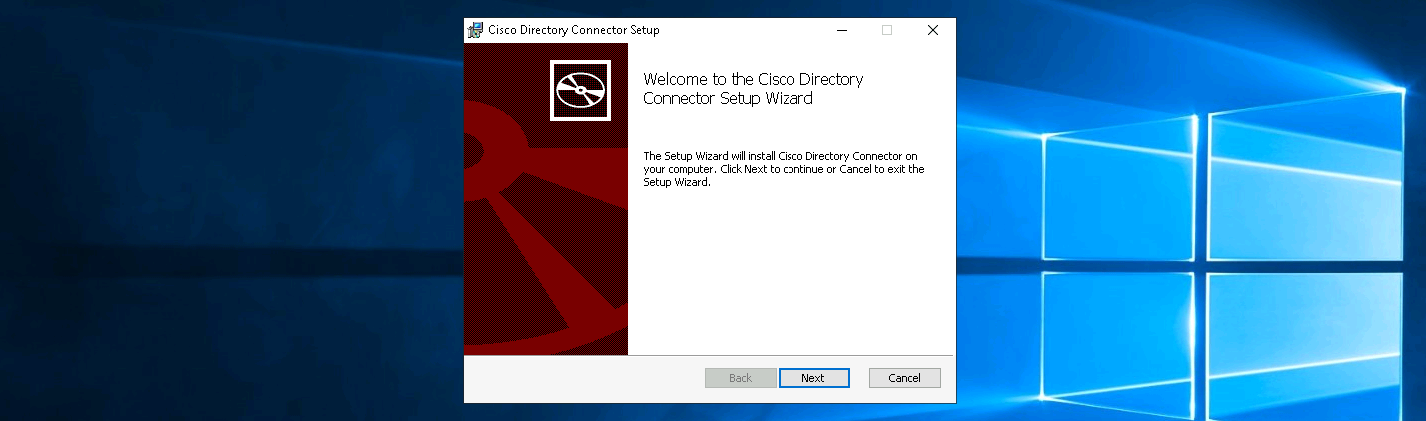 Cisco Directory Connector Setup
Welcome to the Cisco Directory
Connector Setup Wizard
The Setup Wizard will install Cisco Directory Connector on
your computer. Click Next to continue or Cancel to exit the
Setup Wizard.
Back Next Cancel